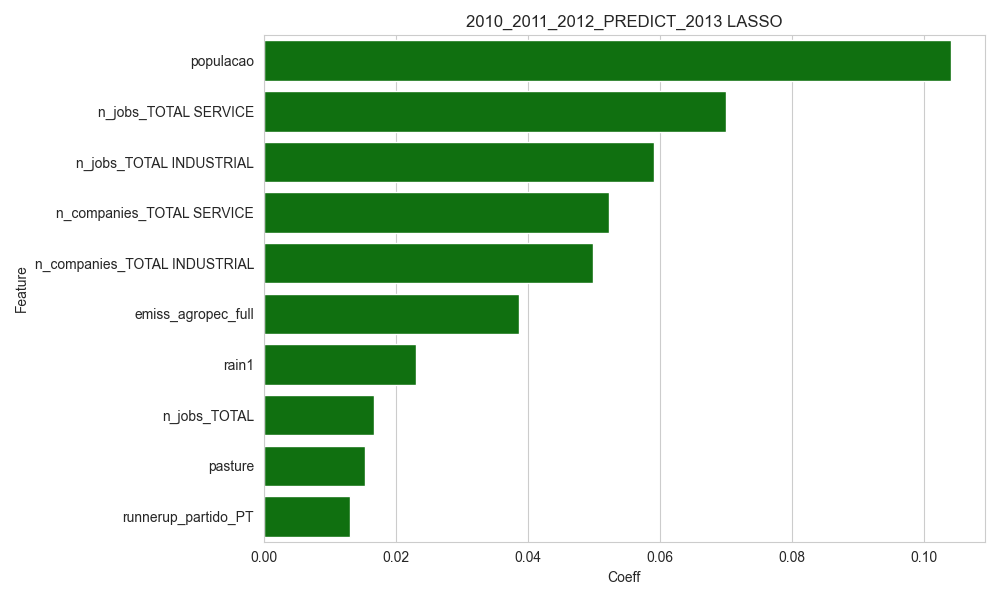 2010_2011_2012_PREDICT_2013 LASSO
Feature
populacao
n_jobs_TOTAL SERVICE
n_jobs_TOTAL INDUSTRIAL
n_companies_TOTAL SERVICE
n_companies_TOTAL INDUSTRIAL
emiss_agropec_full
rain1
n_jobs_TOTAL
pasture
runnerup_partido_PT
0.00 0.02 0.04 0.06 0.08 0.10
Coeff